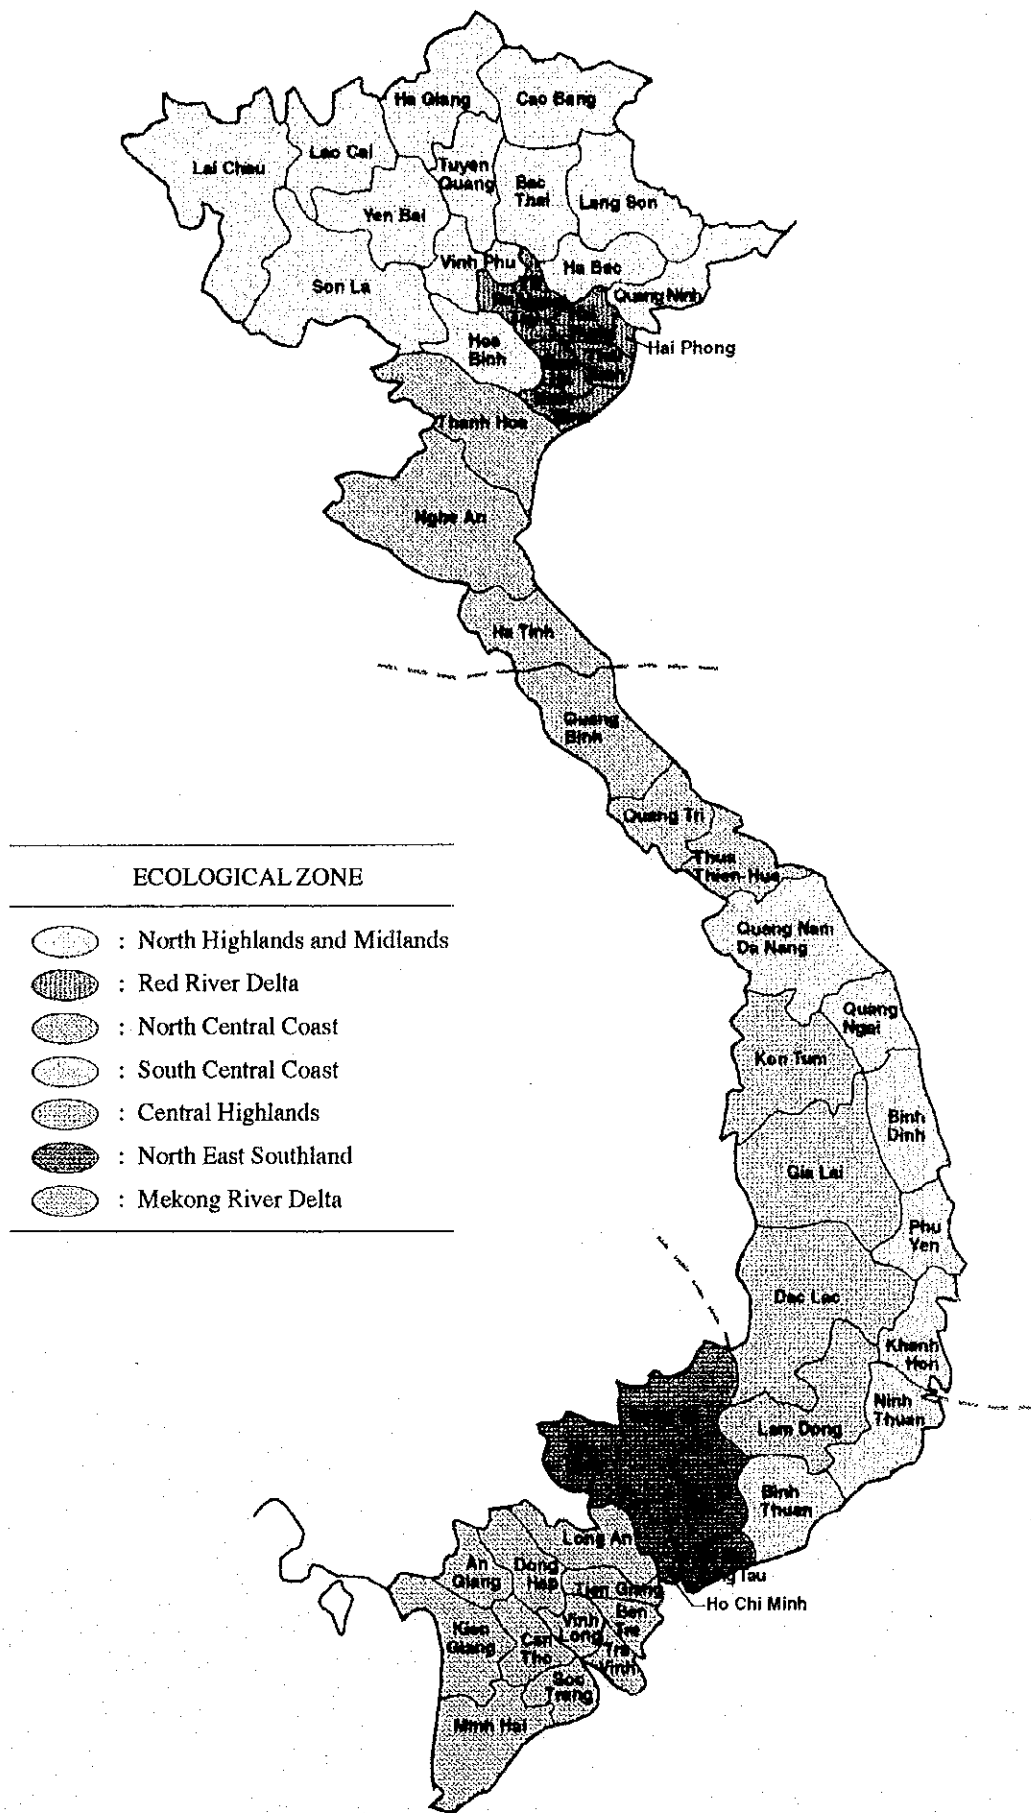 Ha Giang
Cao Bang
Lai Chau
Lao Cai
Tuyen
Quang
Bac
Thai
Lang Son
Yen Bai
Vinh Phu
Ha Bac
Son La
Quang Ninh
Hoa
Binh
Hai Phong
Thanh Hoa
Nghe An
Ha Tinh
Quang
Binh
Quang Tri
Thua
Thien-Hue
ECOLOGICAL ZONE
: North Highlands and Midlands
: Red River Delta
: North Central Coast
: South Central Coast
: Central Highlands
: North East Southland
: Mekong River Delta
Quang Nam
Da Nang
Quang
Ngai
Kon Tum
Binh
Dinh
Gia Lai
Phu
Yen
Dac Lac
Khanh
Hon
Ninh
Thuan
Lam Dong
Binh
Thuan
Long An
An
Giang
Dong
Hap
Tien Giang
Tau
Ho Chi Minh
Ben
Tre
Kien
Giang
Can
Tho
Vinh
Long
Tra
Vinh
Soc
Trang
Minh Hai